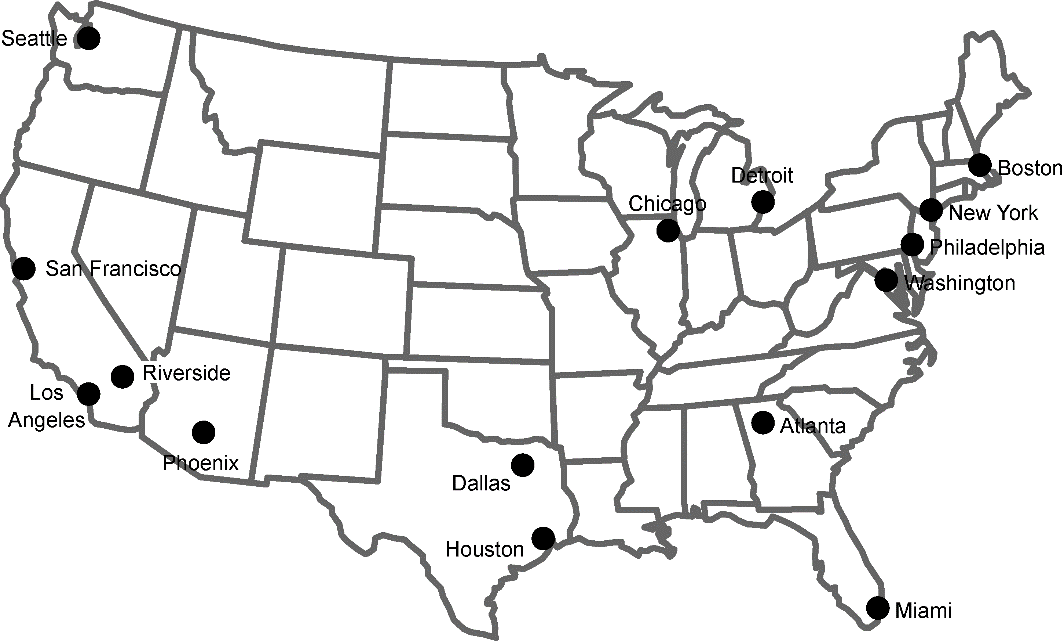 Seattle
Boston
Detroit
Chicago
New York
Philadelphia
San Francisco
Washington
Riverside
Los
Angeles
Atlanta
Phoenix
Dallas
Houston
Miami